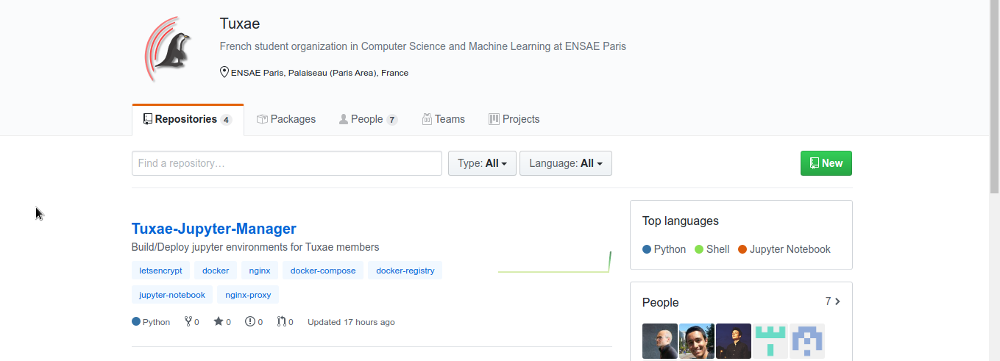 Tuxae
French student organization in Computer Science and Machine Learning at ENSAE Paris
ENSAE Paris, Palaiseau (Paris Area), France
Repositories 4 Packages People 7 Teams Projects
Find a repository… Type: All Language: All New
Tuxae-Jupyter-Manager
Build/Deploy jupyter environments for Tuxae members
letsencrypt docker nginx docker-compose docker-registry
jupyter-notebook nginx-proxy
Python 0 0 0 0 Updated 17 hours ago
Top languages
Python Shell Jupyter Notebook
People 7